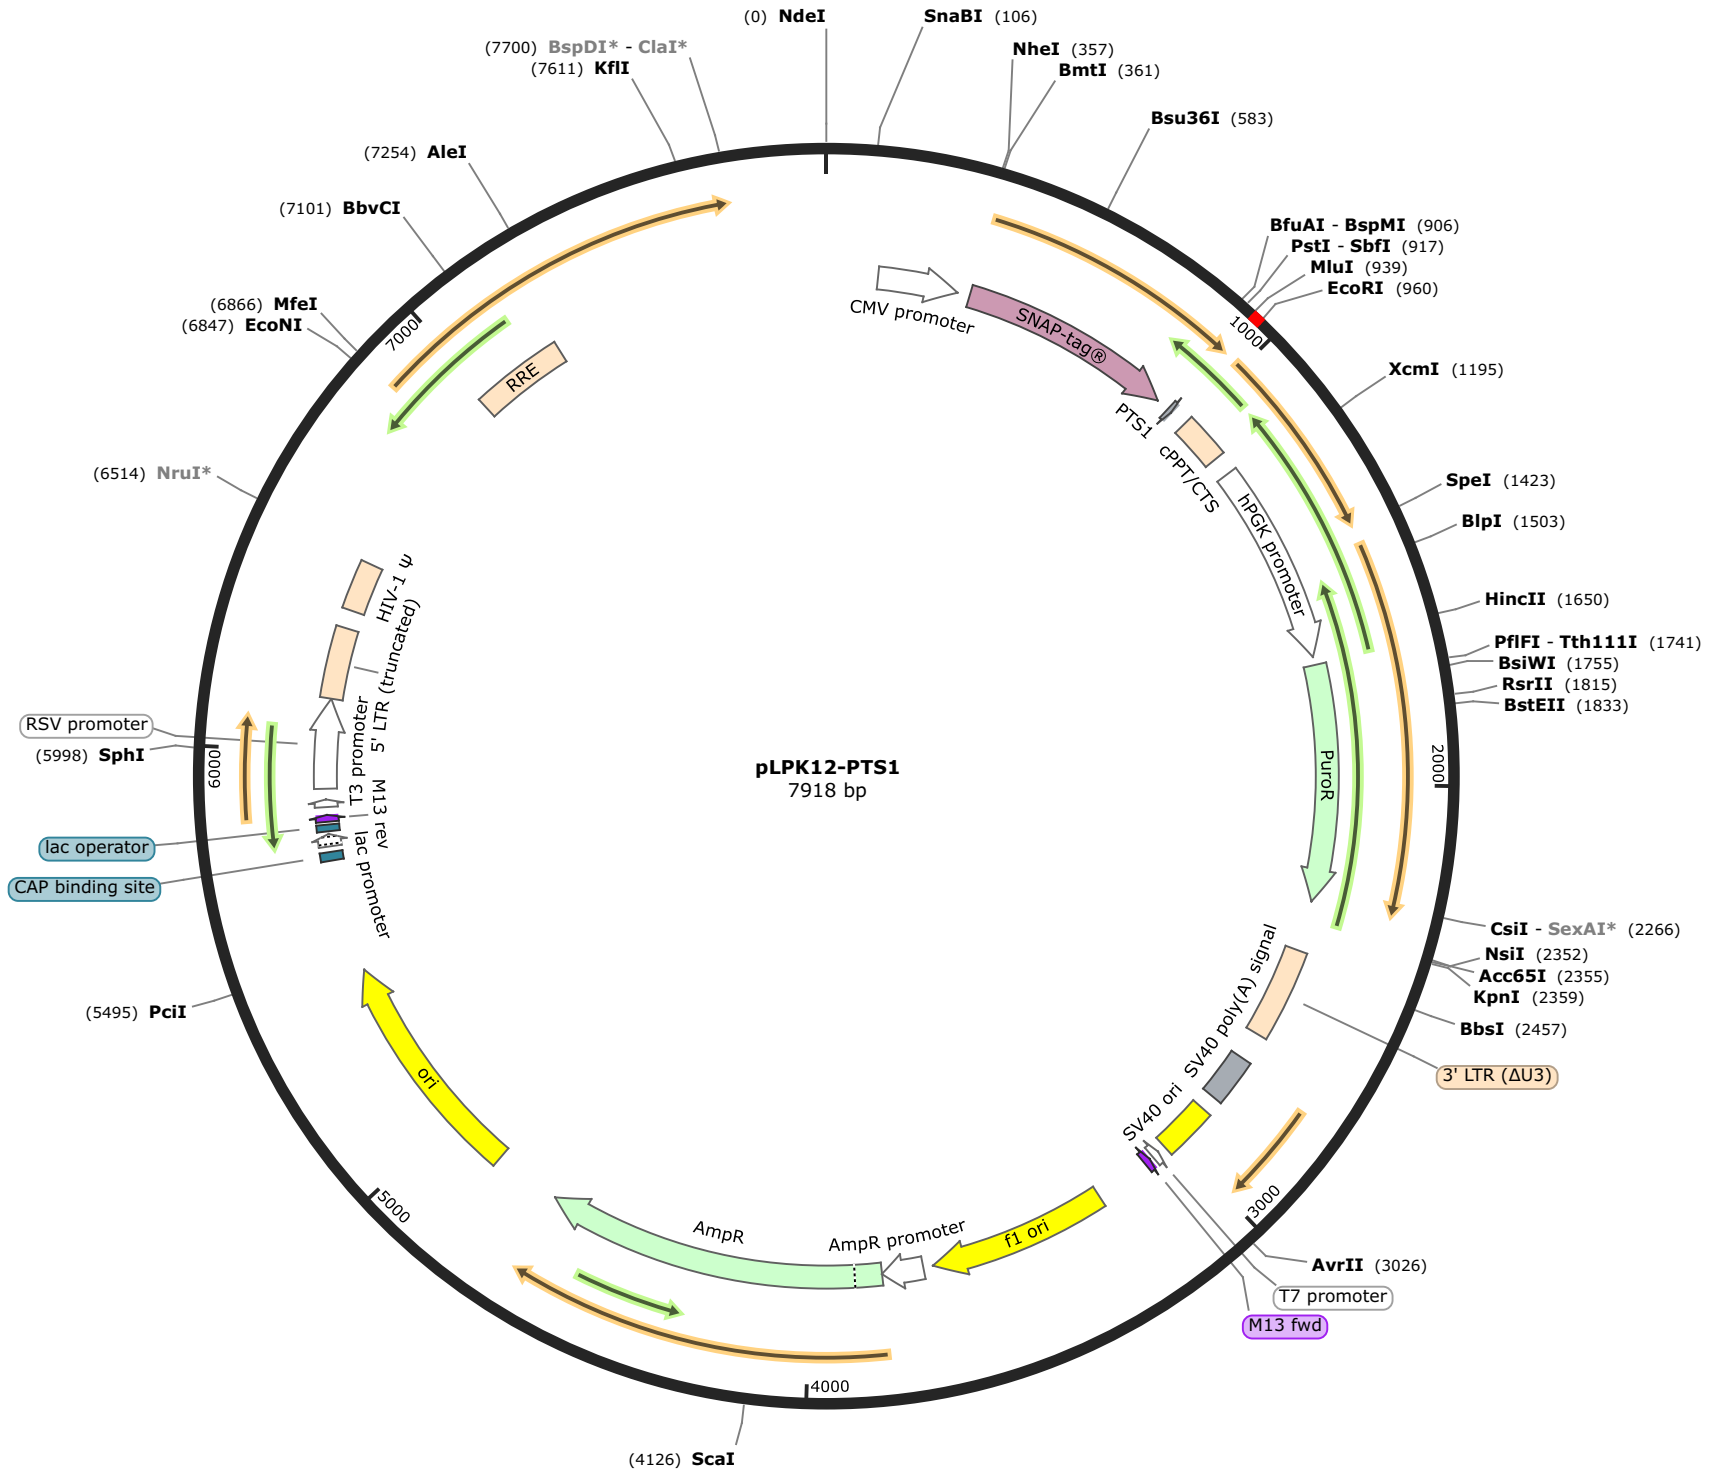 (0) NdeI
SnaBI (106)
NheI (357)
BmtI (361)
Bsu36I (583)
BfuAI - BspMI (906)
PstI - SbfI (917)
MluI (939)
EcoRI (960)
1000
XcmI (1195)
SpeI (1423)
BlpI (1503)
HincII (1650)
PflFI - Tth111I (1741)
BsiWI (1755)
RsrII (1815)
BstEII (1833)
2000
CsiI - SexAI* (2266)
NsiI (2352)
Acc65I (2355)
KpnI (2359)
BbsI (2457)
3' LTR (ΔU3)
3000
AvrII (3026)
T7 promoter
M13 fwd
4000
(4126) ScaI
5000
(5495) PciI
CAP binding site
lac operator
(5998) SphI
6000
RSV promoter
(6514) NruI*
(6847) EcoNI
(6866) MfeI
7000
(7101) BbvCI
(7254) AleI
(7611) KflI
(7700) BspDI* - ClaI*
CMV promoter
SNAP-tag®
PTS1
cPPT/CTS
hPGK promoter
PuroR
SV40 poly(A) signal
SV40 ori
f1 ori
AmpR promoter
AmpR
ori
lac promoter
M13 rev
T3 promoter
5' LTR (truncated)
HIV-1 ψ
RRE
pLPK12-PTS1
7918 bp